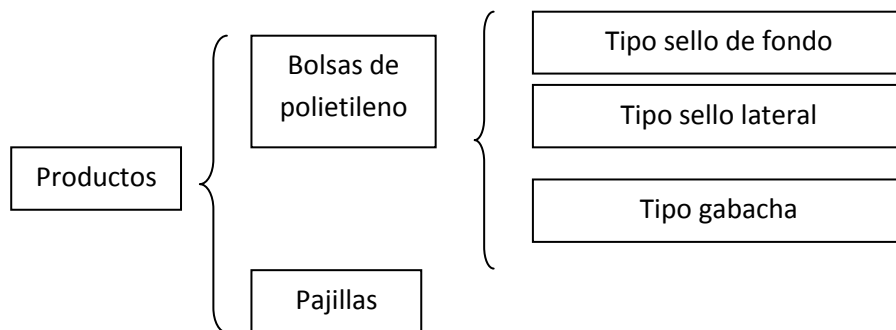 Productos
Bolsas de
polietileno
Pajillas
Tipo sello de fondo
Tipo sello lateral
Tipo gabacha